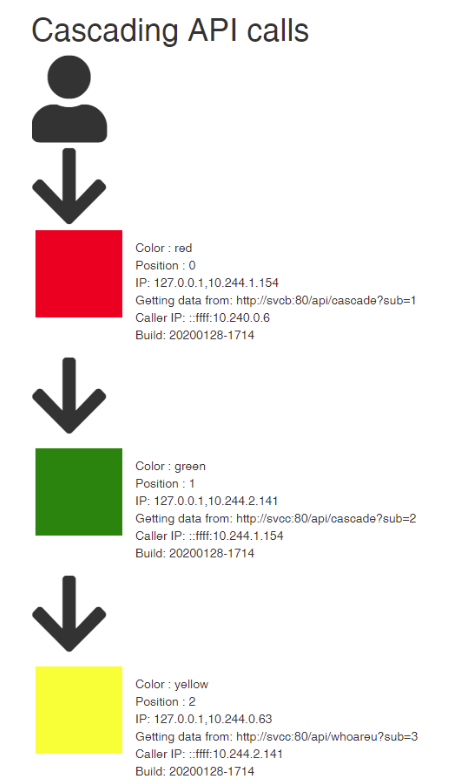 Cascading API calls
Color : red
Position : 0
IP: 127.0.0.1,10.244.1.154
Getting data from: http://svcb:80/api/cascade?sub=1
Caller IP: ::ffff:10.240.0.6
Build: 20200128-1714
Color : green
Position : 1
IP: 127.0.0.1,10.244.2.141
Getting data from: http://svcc:80/api/cascade?sub=2
Caller IP: ::ffff:10.244.1.154
Build: 20200128-1714
Color : yellow
Position : 2
IP: 127.0.0.1,10.244.0.63
Getting data from: http://svcc:80/api/whoareu?sub=3
Caller IP: ::ffff:10.244.2.141
Build: 20200128-1714